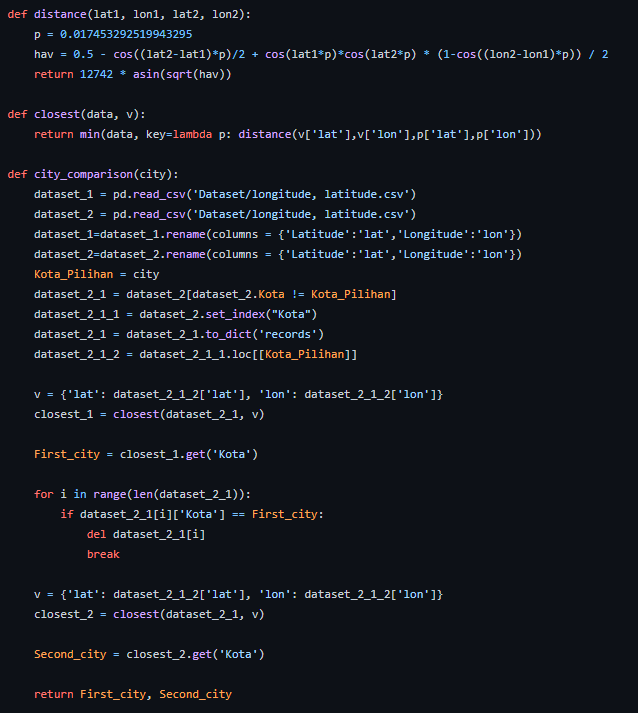 def distance(lat1, lon1, lat2, lon2):
    p = 0.017453292519943295
    hav = 0.5 - cos((lat2-lat1)*p)/2 + cos(lat1*p)*cos(lat2*p) * (1-cos((lon2-lon1)*p)) / 2
    return 12742 * asin(sqrt(hav))

def closest(data, v):
    return min(data, key=lambda p: distance(v['lat'],v['lon'],p['lat'],p['lon']))

def city_comparison(city):
    dataset_1 = pd.read_csv('Dataset/longitude, latitude.csv')
    dataset_2 = pd.read_csv('Dataset/longitude, latitude.csv')
    dataset_1=dataset_1.rename(columns = {'Latitude':'lat','Longitude':'lon'})
    dataset_2=dataset_2.rename(columns = {'Latitude':'lat','Longitude':'lon'})
    Kota_Pilihan = city
    dataset_2_1 = dataset_2[dataset_2.Kota != Kota_Pilihan]
    dataset_2_1_1 = dataset_2.set_index("Kota")
    dataset_2_1 = dataset_2_1.to_dict('records')
    dataset_2_1_2 = dataset_2_1_1.loc[[Kota_Pilihan]]

    v = {'lat': dataset_2_1_2['lat'], 'lon': dataset_2_1_2['lon']}
    closest_1 = closest(dataset_2_1, v)

    First_city = closest_1.get('Kota')

    for i in range(len(dataset_2_1)):
        if dataset_2_1[i]['Kota'] == First_city:
            del dataset_2_1[i]
            break

    v = {'lat': dataset_2_1_2['lat'], 'lon': dataset_2_1_2['lon']}
    closest_2 = closest(dataset_2_1, v)

    Second_city = closest_2.get('Kota')

    return First_city, Second_city